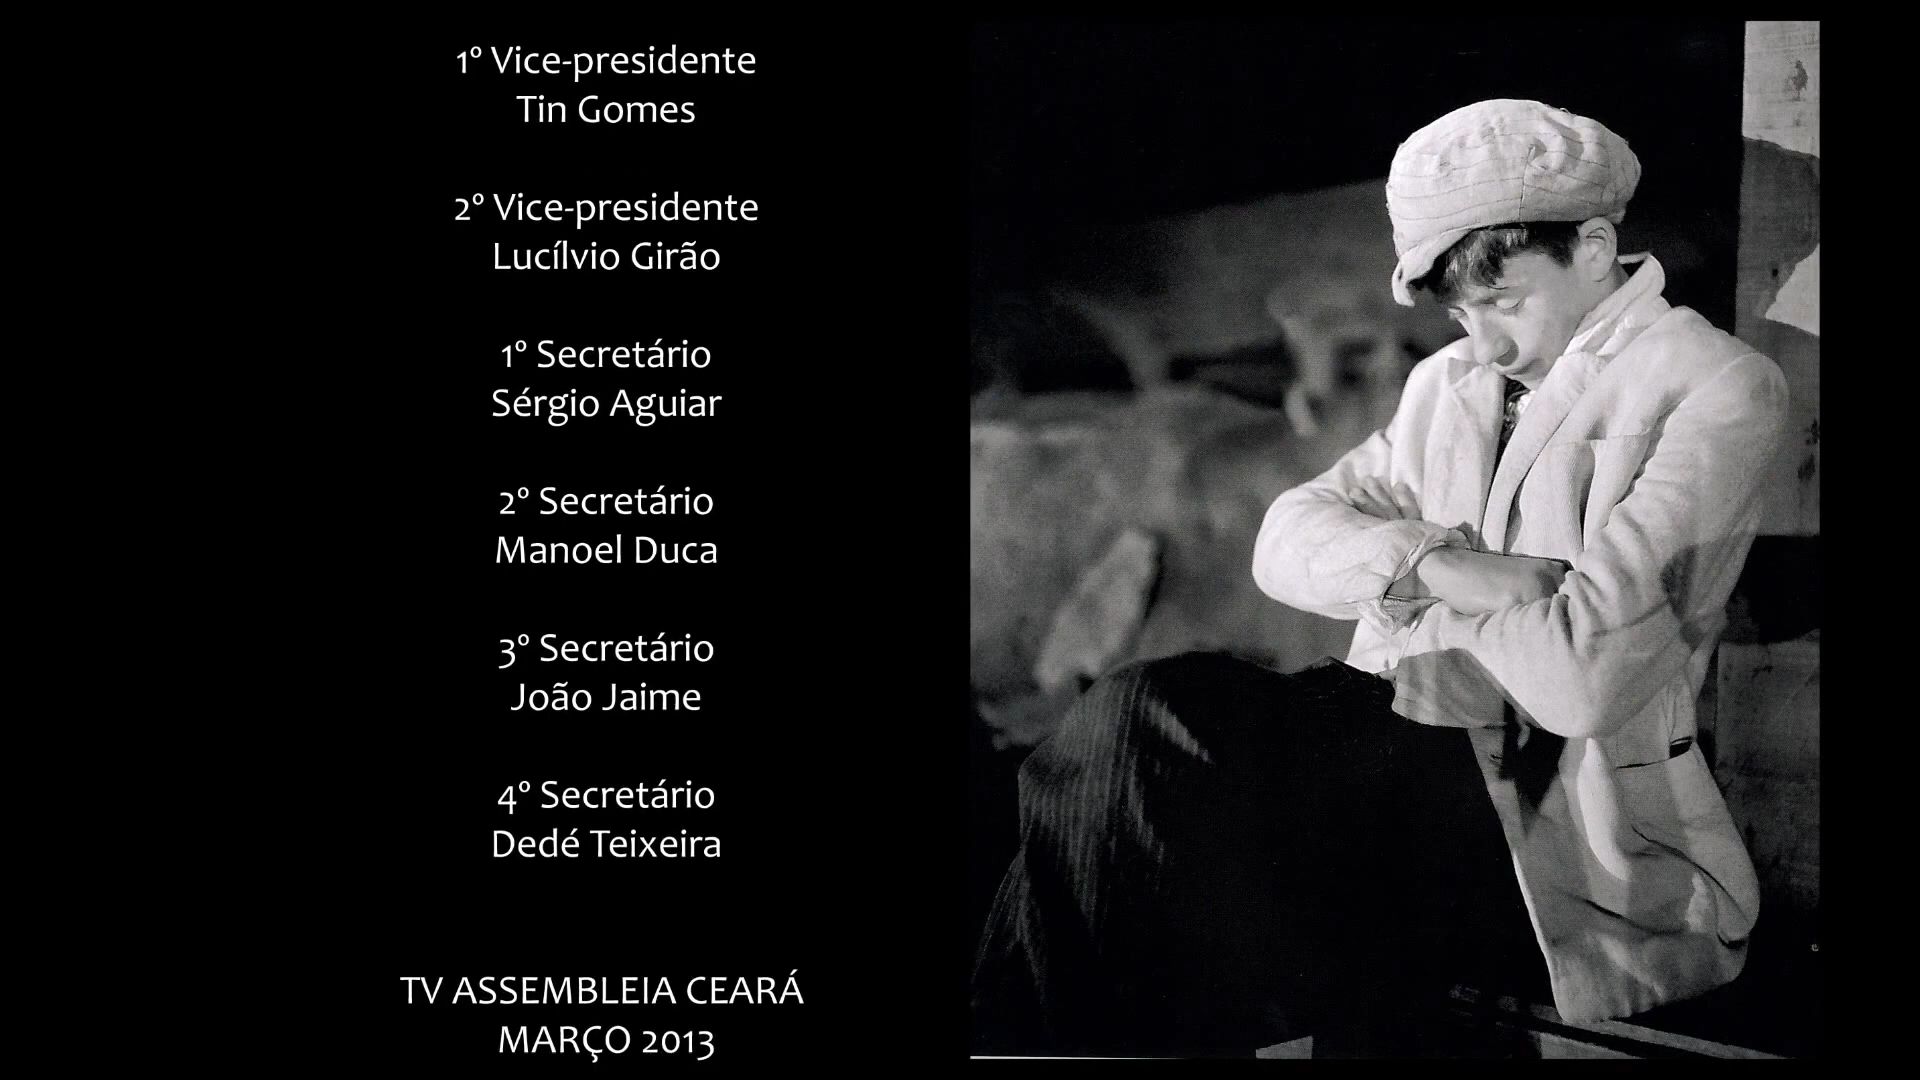 1º Vice-presidente
Tin Gomes
2º Vice-presidente
Lucílvio Girão
1º Secretário
Sérgio Aguiar
2º Secretário
Manoel Duca
3º Secretário
João Jaime
4º Secretário
Dedé Teixeira
TV ASSEMBLEIA CEARÁ
MARÇO 2013